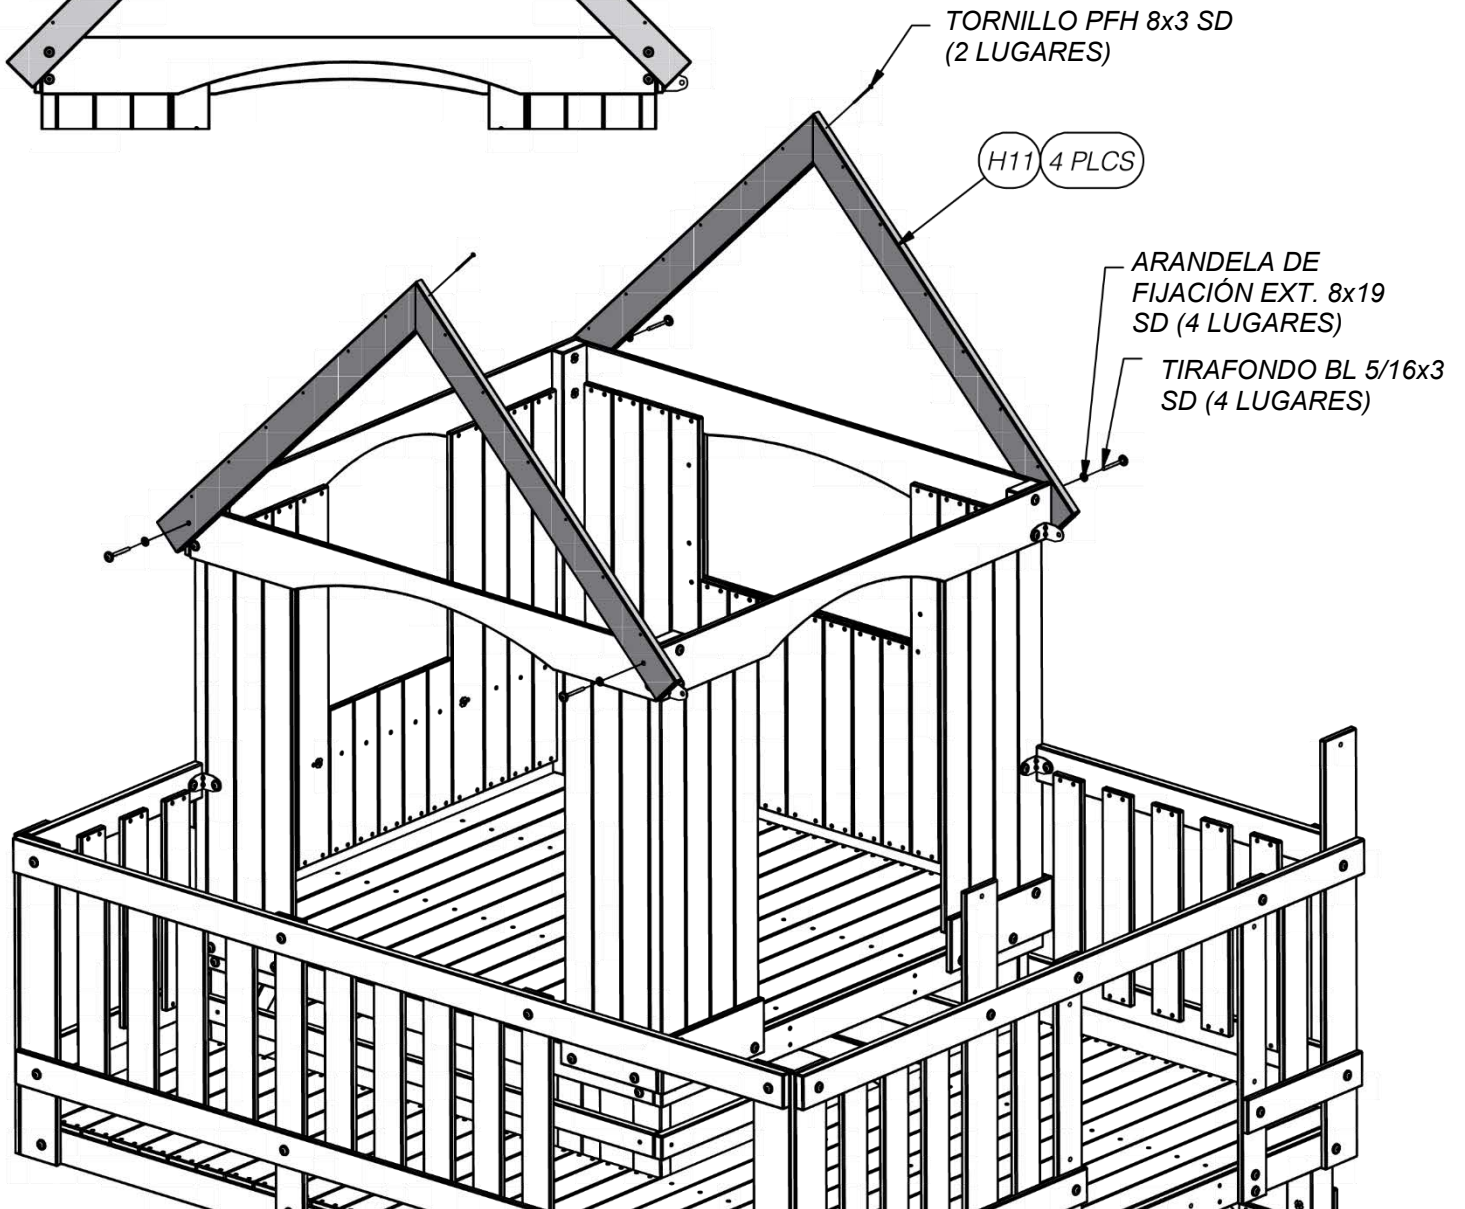 TORNILLO PFH 8x3 SD
(2 LUGARES)
H11 4 PLCS
ARANDELA DE
FIJACIÓN EXT. 8x19
SD (4 LUGARES)
TIRAFONDO BL 5/16x3
SD (4 LUGARES)